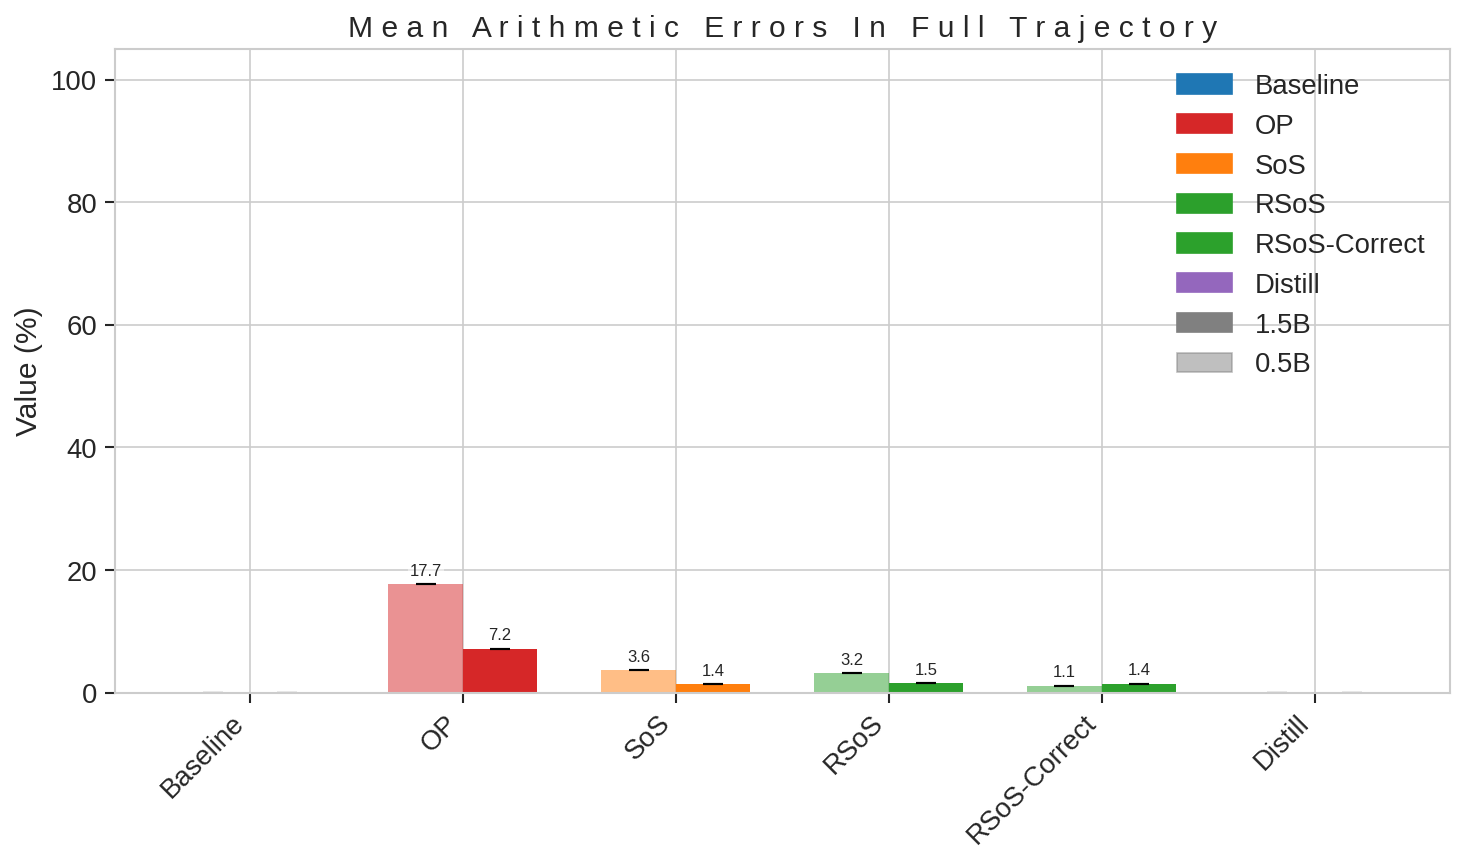 Mean Arithmetic Errors In Full Trajectory
Value (%)
100
80
60
40
20
0
Baseline
OP
SoS
RSoS
RSoS-Correct
Distill
1.5B
0.5B
17.7
7.2
3.6
1.4
3.2
1.5
1.1
1.4
Baseline
OP
SoS
RSoS
RSoS-Correct
Distill